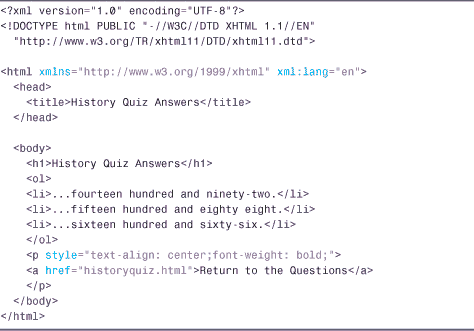 <?xml version="1.0" encoding="UTF-8"?>
<!DOCTYPE html PUBLIC "-//W3C//DTD XHTML 1.1//EN"
  "http://www.w3.org/TR/xhtml11/DTD/xhtml11.dtd">

<html xmlns="http://www.w3.org/1999/xhtml" xml:lang="en">
  <head>
    <title>History Quiz Answers</title>
  </head>

  <body>
    <h1>History Quiz Answers</h1>
    <ol>
    <li>...fourteen hundred and ninety-two.</li>
    <li>...fifteen hundred and eighty eight.</li>
    <li>...sixteen hundred and sixty-six.</li>
    </ol>
    <p style="text-align: center;font-weight: bold;">
    <a href="historyquiz.html">Return to the Questions</a>
    </p>
  </body>
</html>